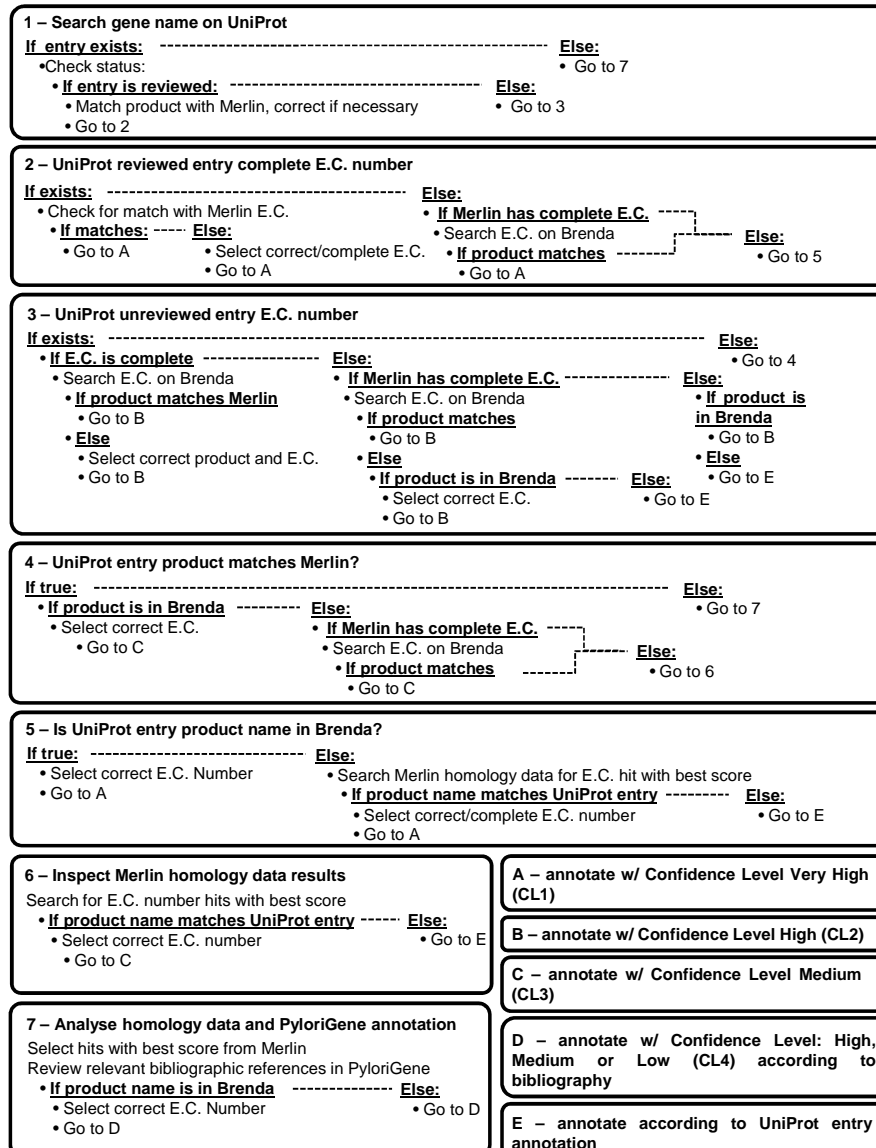 1 – Search gene name on UniProt
If entry exists: Else:
•Check status: • Go to 7
• If entry is reviewed: Else:
• Match product with Merlin, correct if necessary • Go to 3
• Go to 2
2 – UniProt reviewed entry complete E.C. number
If exists: Else:
• Check for match with Merlin E.C. • If Merlin has complete E.C.
• If matches: Else: • Search E.C. on Brenda Else:
• Go to A • Select correct/complete E.C. • If product matches • Go to 5
• Go to A • Go to A
3 – UniProt unreviewed entry E.C. number
If exists: Else:
• If E.C. is complete Else: • Go to 4
• Search E.C. on Brenda • If Merlin has complete E.C. Else:
• If product matches Merlin • Search E.C. on Brenda • If product is
• Go to B • If product matches in Brenda
• Else • Go to B • Go to B
• Select correct product and E.C. • Else • Else
• Go to B • If product is in Brenda Else: • Go to E
• Select correct E.C. • Go to E
• Go to B
4 – UniProt entry product matches Merlin?
If true: Else:
• If product is in Brenda Else: • Go to 7
• Select correct E.C. • If Merlin has complete E.C.
• Go to C • Search E.C. on Brenda Else:
• If product matches • Go to 6
• Go to C
5 – Is UniProt entry product name in Brenda?
If true: Else:
• Select correct E.C. Number • Search Merlin homology data for E.C. hit with best score
• Go to A • If product name matches UniProt entry Else:
• Select correct/complete E.C. number • Go to E
• Go to A
6 – Inspect Merlin homology data results
Search for E.C. number hits with best score
• If product name matches UniProt entry Else:
• Select correct E.C. number • Go to E
• Go to C
7 – Analyse homology data and PyloriGene annotation
Select hits with best score from Merlin
Review relevant bibliographic references in PyloriGene
• If product name is in Brenda Else:
• Select correct E.C. Number • Go to D
• Go to D
A – annotate w/ Confidence Level Very High
(CL1)
B – annotate w/ Confidence Level High (CL2)
C – annotate w/ Confidence Level Medium
(CL3)
D – annotate w/ Confidence Level: High,
Medium or Low (CL4) according to
bibliography
E – annotate according to UniProt entry
annotation